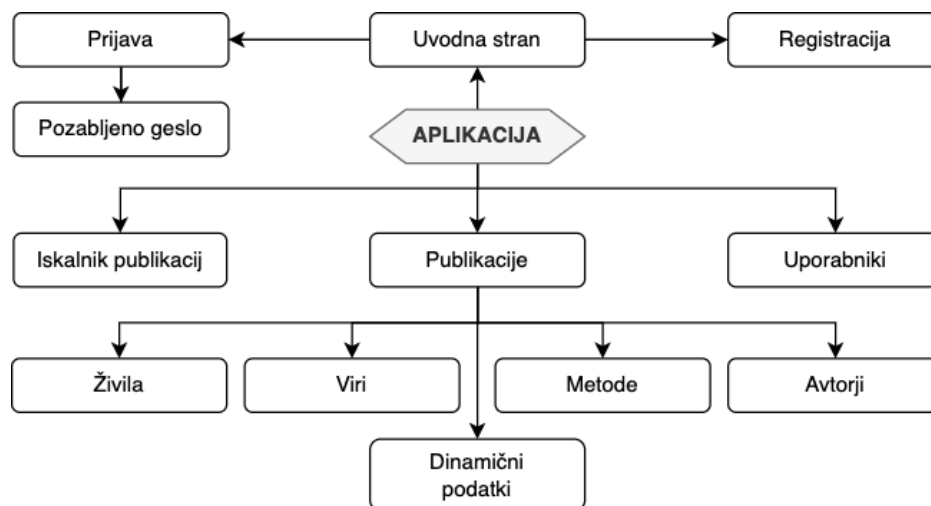 Prijava
Uvodna stran
Registracija
Pozabljeno geslo
APLIKACIJA
Iskalnik publikacij
Publikacije
Uporabniki
Živila
Viri
Metode
Avtorji
Dinamični
podatki